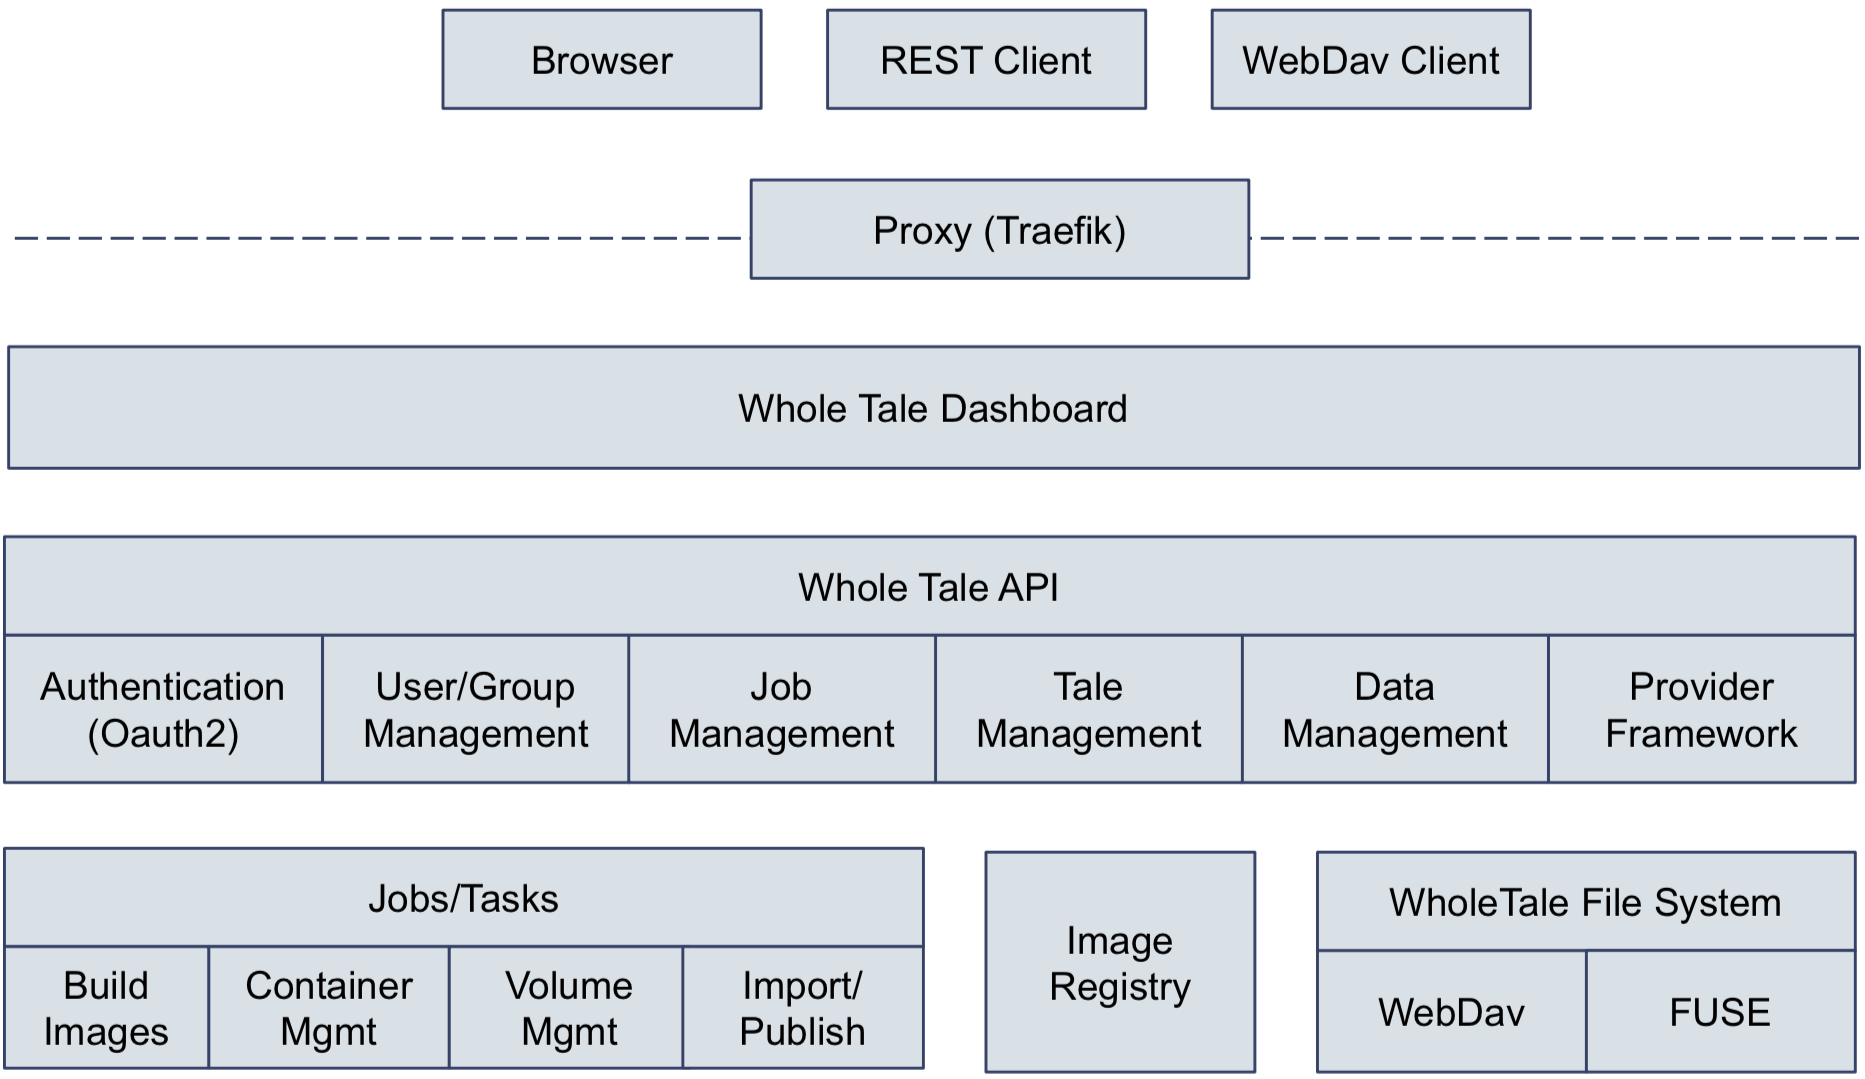 Browser
REST Client
WebDav Client
Proxy (Traefik)
Whole Tale Dashboard
Whole Tale API
Authentication
(Oauth2)
User/Group
Management
Job
Management
Tale
Management
Data
Management
Provider
Framework
Jobs/Tasks
Build
Images
Container
Mgmt
Volume
Mgmt
Import/
Publish
Image
Registry
WholeTale File System
WebDav
FUSE